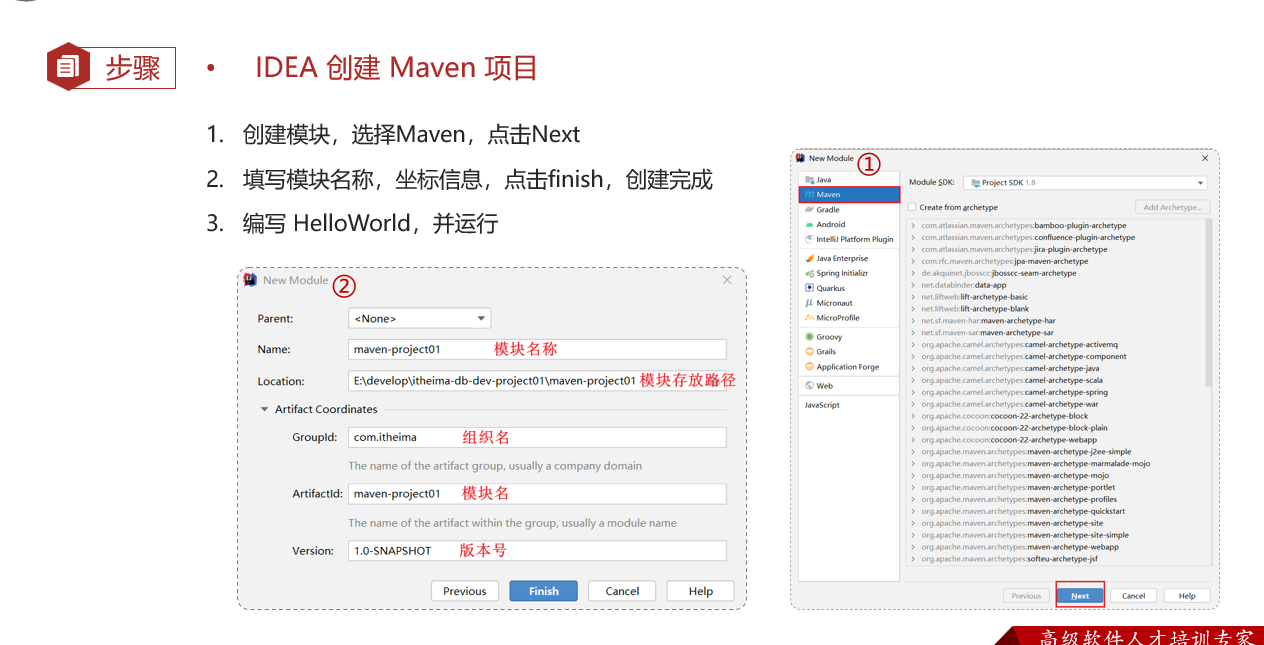 步骤
• IDEA 创建 Maven 项目
1. 创建模块，选择Maven，点击Next
2. 填写模块名称，坐标信息，点击finish，创建完成
3. 编写 HelloWorld，并运行
New Module ②
Parent: <None>
Name: maven-project01 模块名称
Location: E:\develop\itheima-db-dev-project01\maven-project01 模块存放路径
Artifact Coordinates
GroupId: com.itheima 组织名
The name of the artifact group, usually a company domain
ArtifactId: maven-project01 模块名
The name of the artifact within the group, usually a module name
Version: 1.0-SNAPSHOT 版本号
Previous Finish Cancel Help
New Module ①
Java
Maven
Gradle
Android
IntelliJ Platform Plugin
Java Enterprise
Spring Initializr
Quarkus
Micronaut
MicroProfile
Groovy
Grails
Application Forge
Web
JavaScript
Module SDK: Project SDK 1.8
Create from archetype Add Archetype...
com.atlassian.maven.archetypes:bamboo-plugin-archetype
com.atlassian.maven.archetypes:confluence-plugin-archetype
com.atlassian.maven.archetypes:jira-plugin-archetype
com.rfc.maven.archetypes:jpa-maven-archetype
de.akquinet.jbosscc:jbosscc-seam-archetype
net.databinder:data-app
net.liftweb:lift-archetype-basic
net.liftweb:lift-archetype-blank
net.sf.maven-har:maven-archetype-har
net.sf.maven-sar:maven-archetype-sar
org.apache.camel.archetypes:camel-archetype-activemq
org.apache.camel.archetypes:camel-archetype-component
org.apache.camel.archetypes:camel-archetype-java
org.apache.camel.archetypes:camel-archetype-scala
org.apache.camel.archetypes:camel-archetype-spring
org.apache.camel.archetypes:camel-archetype-war
org.apache.cocoon:cocoon-22-archetype-block
org.apache.cocoon:cocoon-22-archetype-block-plain
org.apache.cocoon:cocoon-22-archetype-webapp
org.apache.maven.archetypes:maven-archetype-j2ee-simple
org.apache.maven.archetypes:maven-archetype-marmalade-mojo
org.apache.maven.archetypes:maven-archetype-mojo
org.apache.maven.archetypes:maven-archetype-portlet
org.apache.maven.archetypes:maven-archetype-profiles
org.apache.maven.archetypes:maven-archetype-quickstart
org.apache.maven.archetypes:maven-archetype-site
org.apache.maven.archetypes:maven-archetype-site-simple
org.apache.maven.archetypes:maven-archetype-webapp
org.apache.maven.archetypes:softeu-archetype-jsf
Previous Next Cancel Help
高级软件人才培训专家